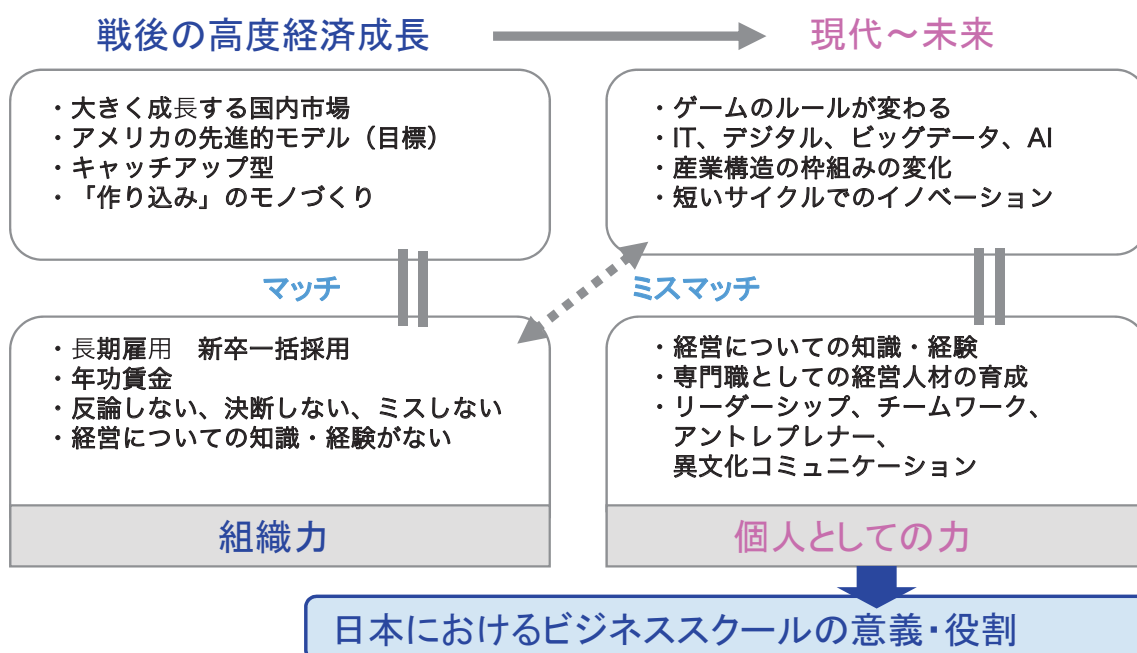 戦後の高度経済成長
現代～未来
・大きく成長する国内市場
・アメリカの先進的モデル（目標）
・キャッチアップ型
・「作り込み」のモノづくり
・ゲームのルールが変わる
・IT、デジタル、ビッグデータ、AI
・産業構造の枠組みの変化
・短いサイクルでのイノベーション
マッチ
ミスマッチ
・長期雇用　新卒一括採用
・年功賃金
・反論しない、決断しない、ミスしない
・経営についての知識・経験がない
組織力
・経営についての知識・経験
・専門職としての経営人材の育成
・リーダーシップ、チームワーク、
アントレプレナー、
異文化コミュニケーション
個人としての力
日本におけるビジネススクールの意義・役割